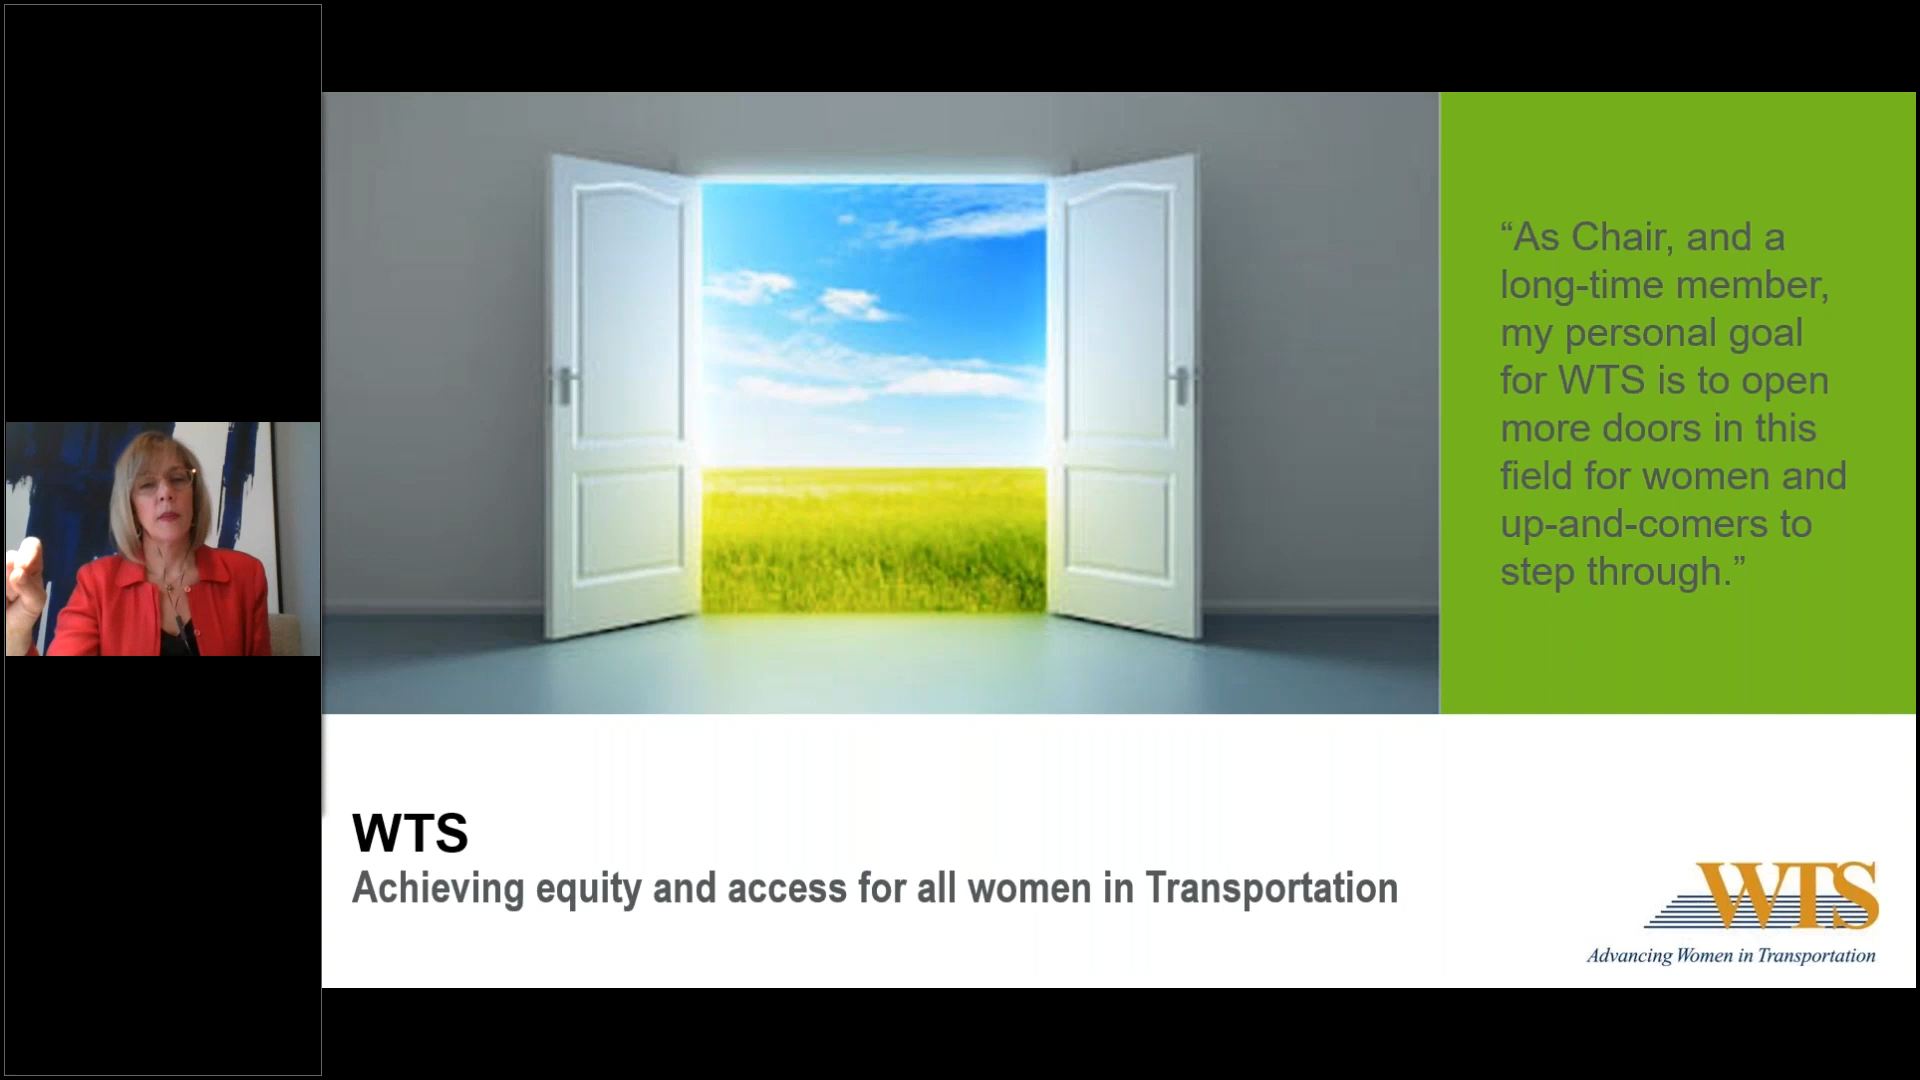 “As Chair, and a
long-time member,
my personal goal
for WTS is to open
more doors in this
field for women and
up-and-comers to
step through.”
WTS
Achieving equity and access for all women in Transportation
WTS
Advancing Women in Transportation